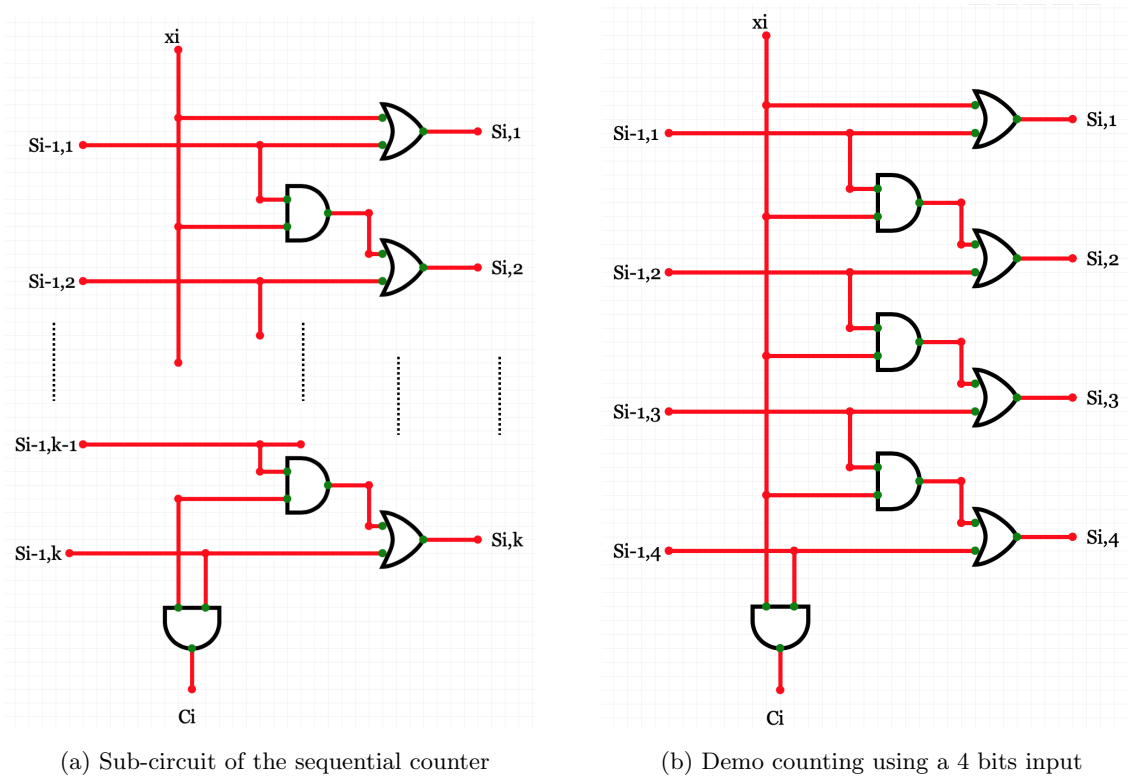 xi
Si-1,1
Si,1
Si-1,2
Si,2
Si-1,k-1
Si-1,k
Si,k
Ci
(a) Sub-circuit of the sequential counter
xi
Si-1,1
Si,1
Si-1,2
Si,2
Si-1,3
Si,3
Si-1,4
Si,4
Ci
(b) Demo counting using a 4 bits input